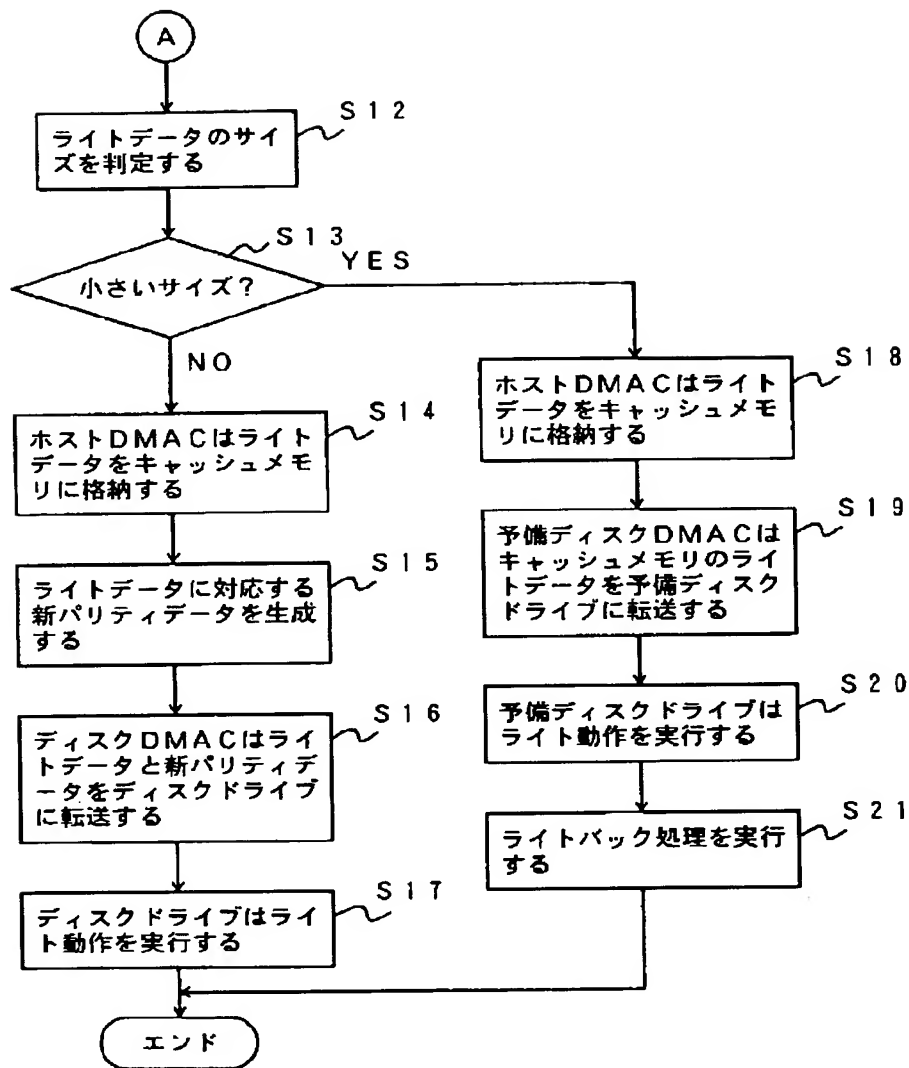 A
S12
ライトデータのサイ
ズを判定する
S13
小さいサイズ?
YES
NO
S14
ホストDMACはライト
データをキャッシュメモ
リに格納する
S15
ライトデータに対応する
新パリティデータを生成
する
S16
ディスクDMACはライ
トデータと新パリティデ
ータをディスクドライブ
に転送する
S17
ディスクドライブはライ
ト動作を実行する
S18
ホストDMACはライト
データをキャッシュメモ
リに格納する
S19
予備ディスクDMACは
キャッシュメモリのライ
トデータを予備ディスク
ドライブに転送する
S20
予備ディスクドライブは
ライト動作を実行する
S21
ライトバック処理を実行
する
エンド